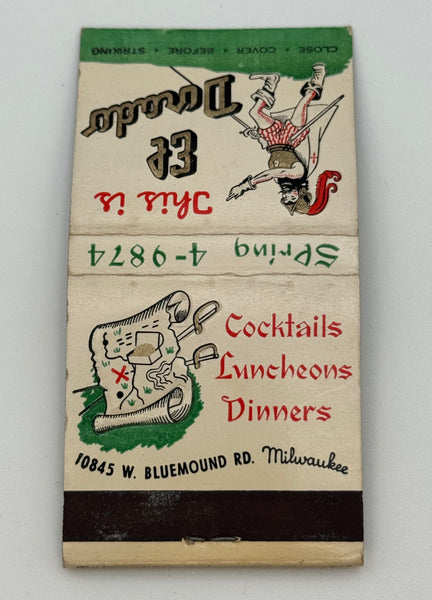 CLOSE • COVER • BEFORE • STRIKING
This is
El
Dorado
SPring 4-9874
Cocktails
Luncheons
Dinners
10845 W. BLUEMOUND RD. Milwaukee
X